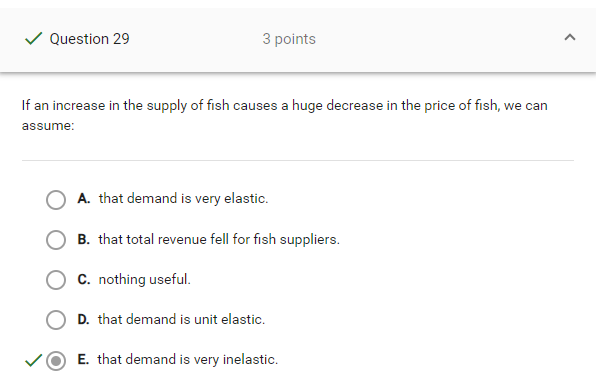 Question 29 3 points
If an increase in the supply of fish causes a huge decrease in the price of fish, we can
assume:
A. that demand is very elastic.
B. that total revenue fell for fish suppliers.
C. nothing useful.
D. that demand is unit elastic.
E. that demand is very inelastic.